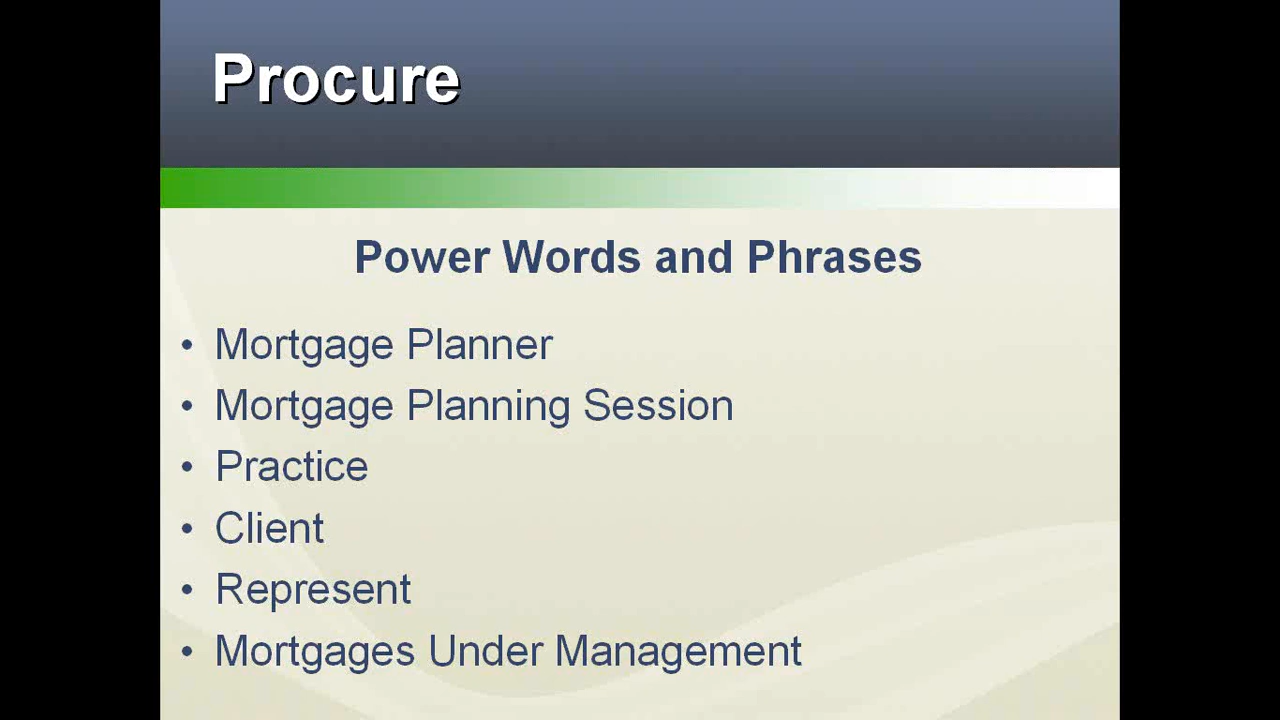 Procure
Power Words and Phrases
• Mortgage Planner
• Mortgage Planning Session
• Practice
• Client
• Represent
• Mortgages Under Management